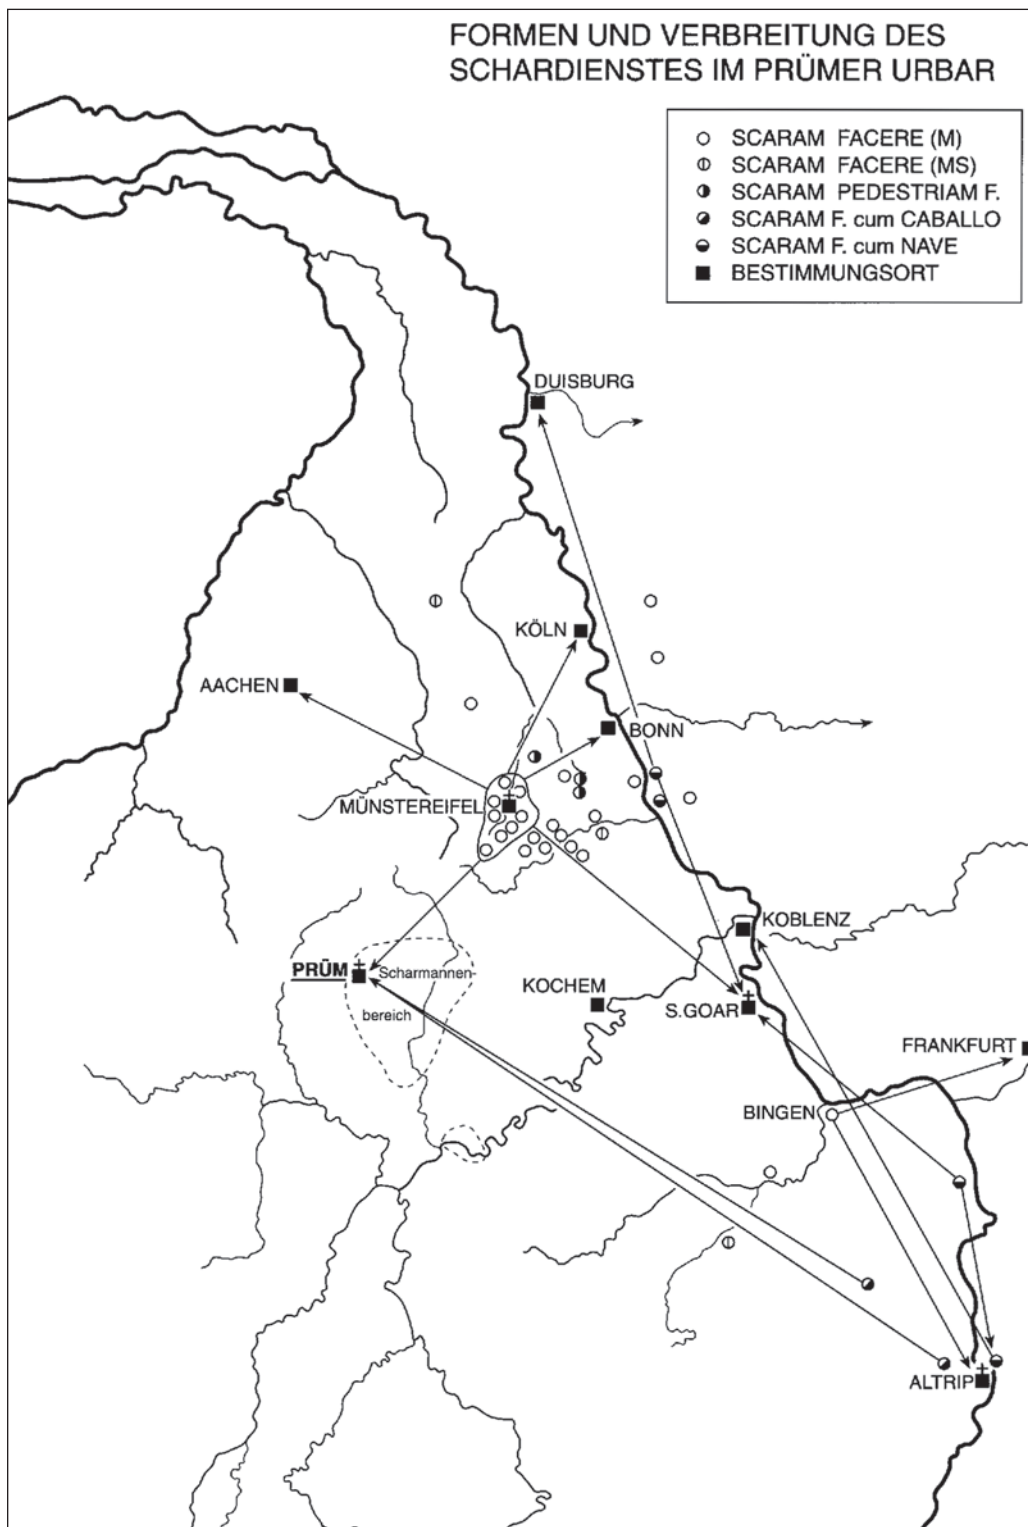 FORMEN UND VERBREITUNG DES
SCHARDIENSTES IM PRÜMER URBAR
SCARAM FACERE (M)
SCARAM FACERE (MS)
SCARAM PEDESTRIAM F.
SCARAM F. cum CABALLO
SCARAM F. cum NAVE
BESTIMMUNGSORT
DUISBURG
KÖLN
AACHEN
BONN
MÜNSTEREIFEL
KOBLENZ
PRÜM
Scharmannen-
bereich
KOCHEM
S.GOAR
FRANKFURT
BINGEN
ALTRIP